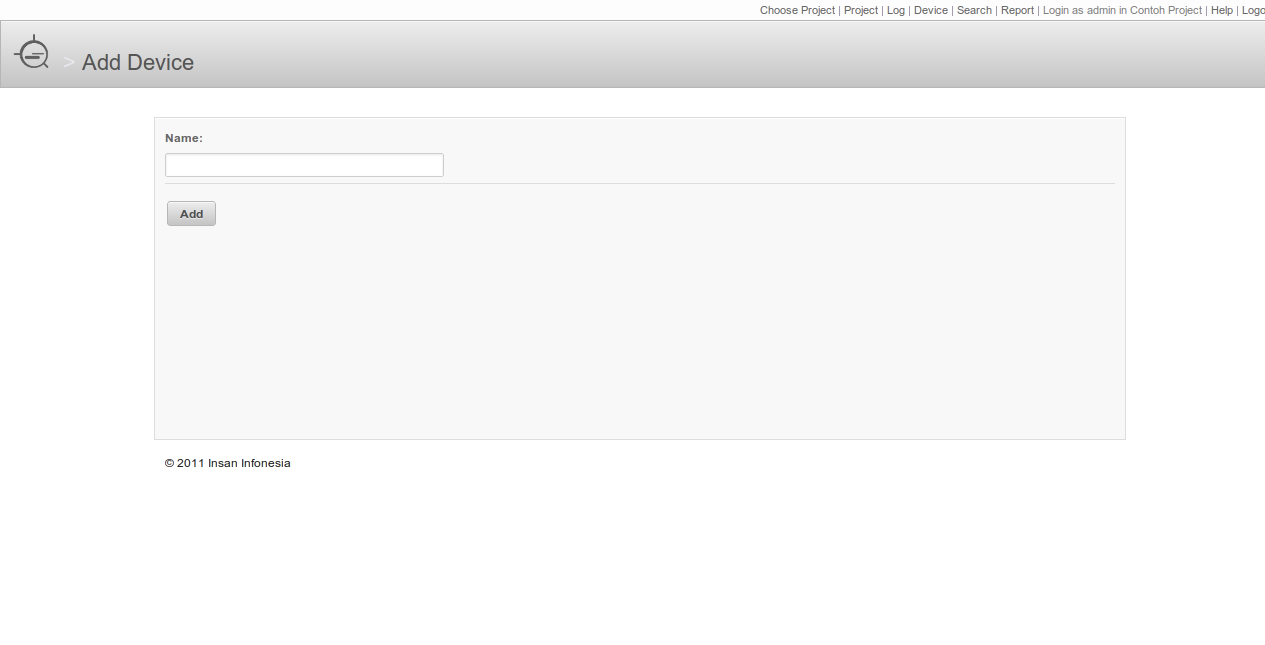 Choose Project | Project | Log | Device | Search | Report | Login as admin in Contoh Project | Help | Logo
> Add Device
Name:
Add
© 2011 Insan Infonesia